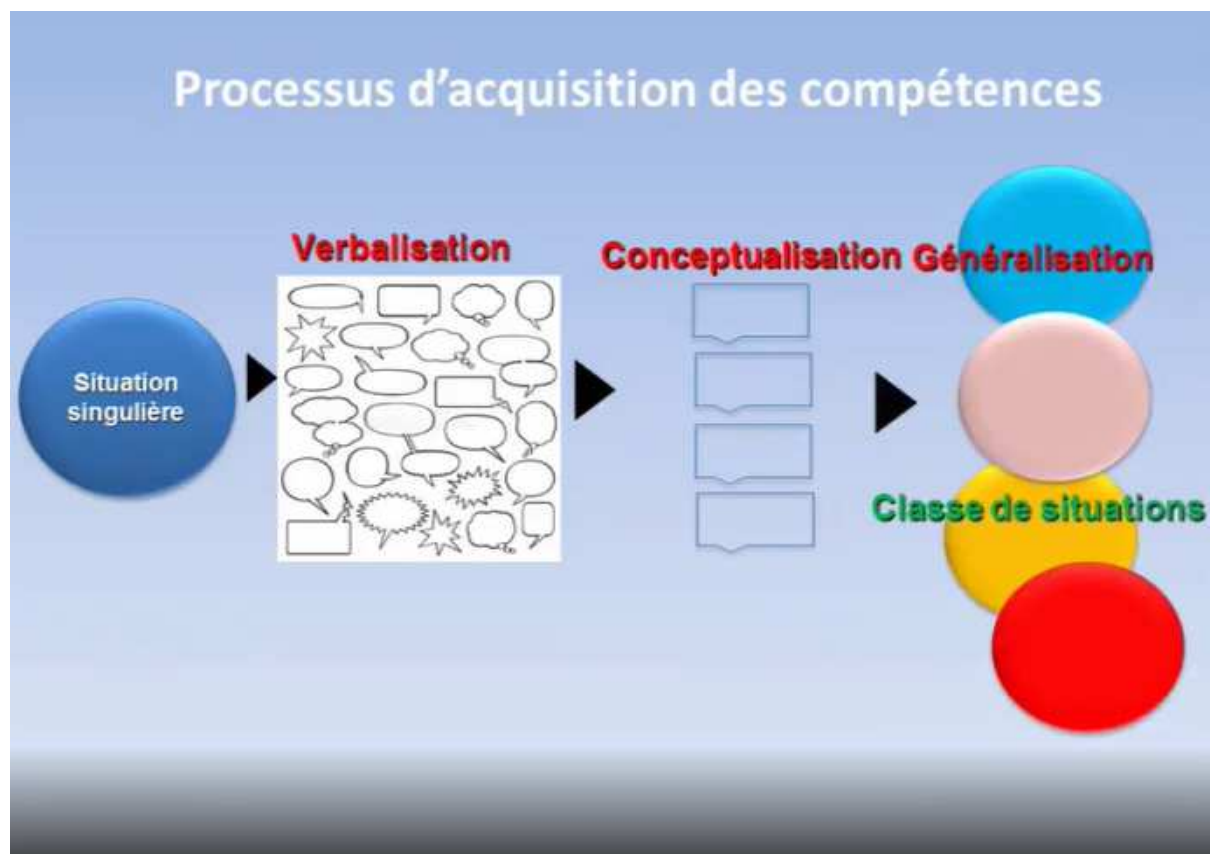 Processus d'acquisition des compétences
Verbalisation
Conceptualisation
Généralisation
Situation
singulière
Classe de situations